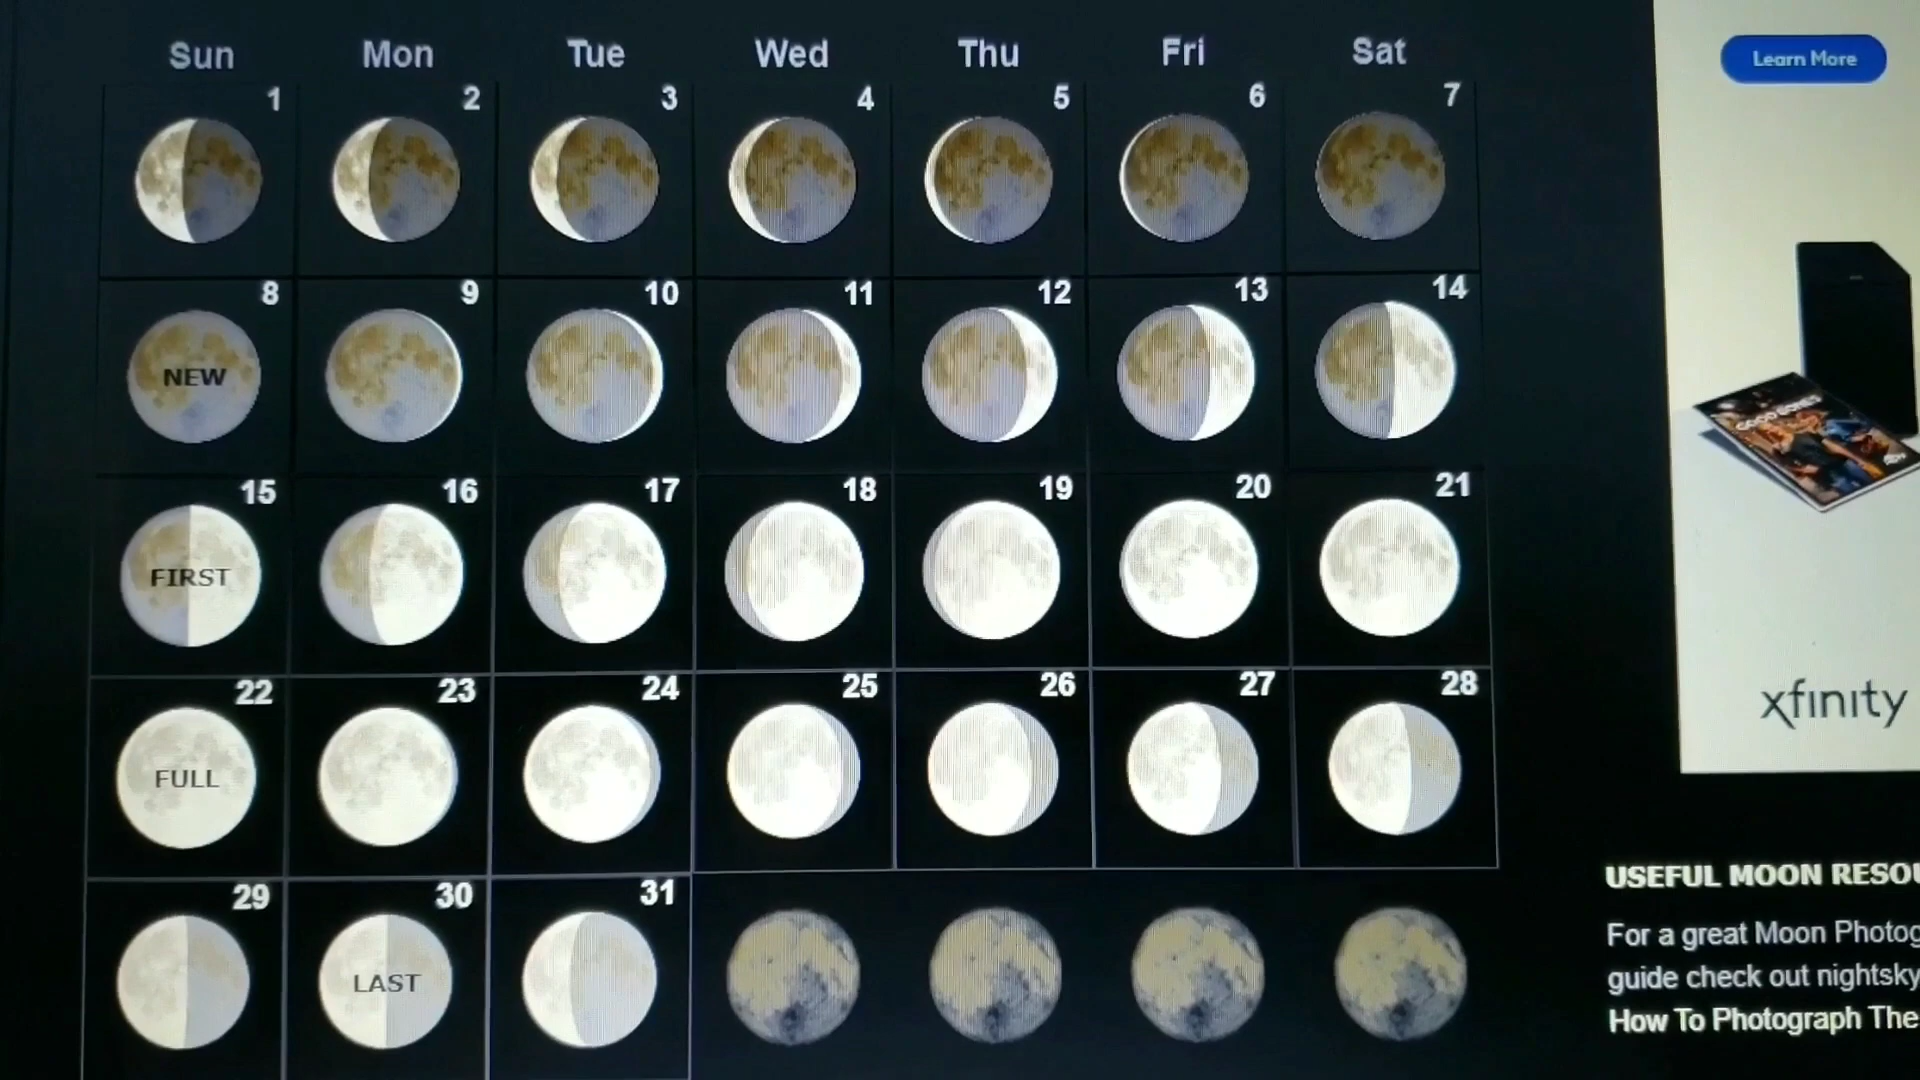 Sun Mon Tue Wed Thu Fri Sat
1 2 3 4 5 6 7
8 9 10 11 12 13 14
NEW
15 16 17 18 19 20 21
FIRST
22 23 24 25 26 27 28
FULL
29 30 31
LAST
Learn More
xfinity
USEFUL MOON RESOU
For a great Moon Photog
guide check out nightsky
How To Photograph The